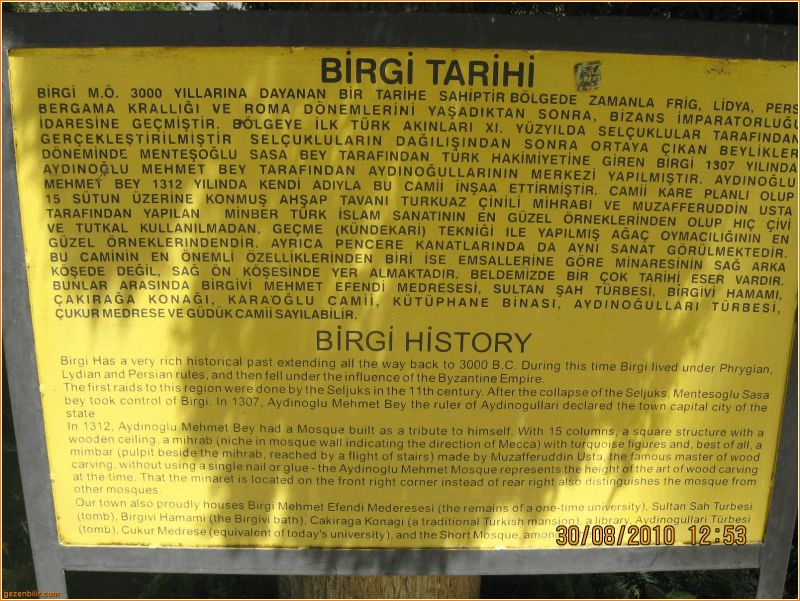 BİRGİ TARİHİ
BİRGİ M.Ö. 3000 YILLARINA DAYANAN BİR TARİHE SAHİPTİR BÖLGEDE ZAMANLA FRİG, LİDYA, PERS
BERGAMA KRALLIĞI VE ROMA DÖNEMLERİNİ YAŞADIKTAN SONRA, BİZANS İMPARATORLUĞU
İDARESİNE GEÇMİŞTİR. BÖLGEYE İLK TÜRK AKINLARI XI. YÜZYILDA SELÇUKLULAR TARAFINDAN
GERÇEKLEŞTİRİLMİŞTİR SELÇUKLULARIN DAĞILIŞINDAN SONRA ORTAYA ÇIKAN BEYLİKLER
DÖNEMİNDE MENTEŞOĞLU SASA BEY TARAFINDAN TÜRK HAKİMİYETİNE GİREN BİRGİ 1307 YILINDA
AYDINOĞLU MEHMET BEY TARAFINDAN AYDINOĞULLARININ MERKEZİ YAPILMIŞTIR. AYDINOĞLU
MEHMET BEY 1312 YILINDA KENDİ ADIYLA BU CAMİİ İNŞAA ETTİRMİŞTİR. CAMİİ KARE PLANLI OLUP
15 SÜTUN ÜZERİNE KONMUŞ AHŞAP TAVANI TURKUAZ ÇİNİLİ MİHRABI VE MUZAFFERUDDİN USTA
TARAFINDAN YAPILAN MİNBER TÜRK İSLAM SANATININ EN GÜZEL ÖRNEKLERİNDEN OLUP HIÇ ÇİVİ
VE TUTKAL KULLANILMADAN, GEÇME (KÜNDEKARİ) TEKNİĞİ ILE YAPILMIŞ AĞAÇ OYMACILIĞININ EN
GÜZEL ÖRNEKLERINDENDİR. AYRICA PENCERE KANATLARINDA DA AYNI SANAT GÖRÜLMEKTEDİR.
BU CAMİNİN EN ÖNEMLİ ÖZELLİKLERİNDEN BİRİ İSE EMSALLERİNE GÖRE MİNARESİNİN SAĞ ARKA
KÖŞEDE DEĞİL, SAĞ ÖN KÖŞESİNDE YER ALMAKTADIR. BELDEMİZDE BİR ÇOK TARİHİ ESER VARDIR.
BUNLAR ARASINDA BİRGİVİ MEHMET EFENDİ MEDRESESİ, SULTAN ŞAH TÜRBESİ, BİRGİVİ HAMAMI,
ÇAKIRAĞA KONAĞI, KARAOĞLU CAMİİ, KÜTÜPHANE BİNASI, AYDINOĞULLARI TÜRBESİ,
ÇUKUR MEDRESE VE GÜDÜK CAMİİ SAYILABİLİR.
BİRGİ HISTORY
Birgi Has a very rich historical past extending all the way back to 3000 B.C. During this time Birgi lived under Phrygian,
Lydian and Persian rules, and then fell under the influence of the Byzantine Empire.
The first raids to this region were done by the Seljuks in the 11th century. After the collapse of the Seljuks, Mentesoglu Sasa
bey took control of Birgi. In 1307, Aydinoglu Mehmet Bey the ruler of Aydinogullari declared the town capital city of the
state
In 1312, Aydinoglu Mehmet Bey had a Mosque built as a tribute to himself. With 15 columns, a square structure with a
wooden ceiling, a mihrab (niche in mosque wall indicating the direction of Mecca) with turquoise figures and, best of all, a
mimbar (pulpit beside the mihrab, reached by a flight of stairs) made by Muzafferuddin Usta, the famous master of wood
carving, without using a single nail or glue - the Aydinoglu Mehmet Mosque represents the height of the art of wood carving
at the time. That the minaret is located on the front right corner instead of rear right also distinguishes the mosque from
other mosques.
Our town also proudly houses Birgi Mehmet Efendi Mederesesi (the remains of a one-time university), Sultan Sah Turbesi
(tomb), Birgivi Hamami (the Birgivi bath), Cakiraga Konagi (a traditional Turkish mansion), a library, Aydinogullari Türbesi
(tomb), Cukur Medrese (equivalent of today's university), and the Short Mosque, among
30/08/2010 12:53
gezenbilir.com